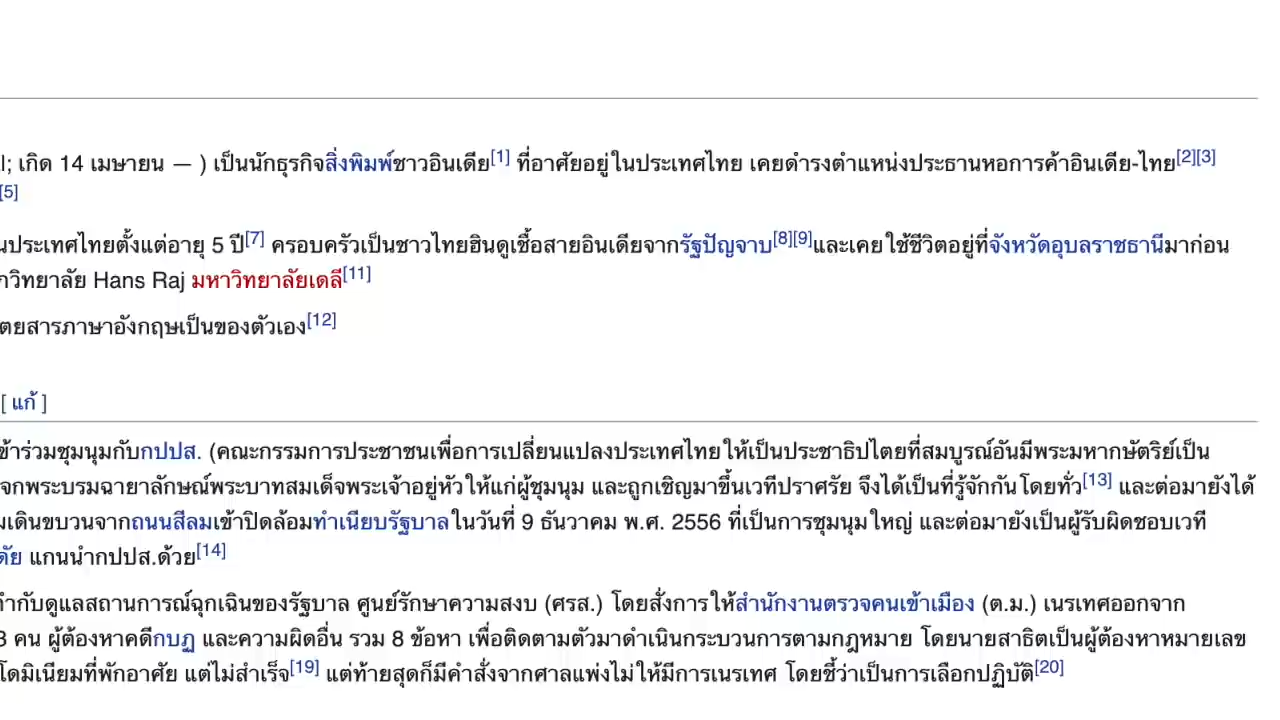 l; เกิด 14 เมษายน — ) เป็นนักธุรกิจสิ่งพิมพ์ชาวอินเดีย[1] ที่อาศัยอยู่ในประเทศไทย เคยดำรงตำแหน่งประธานหอการค้าอินเดีย-ไทย[2][3]
[5]
นประเทศไทยตั้งแต่อายุ 5 ปี[7] ครอบครัวเป็นชาวไทยฮินดูเชื้อสายอินเดียจากรัฐปัญจาบ[8][9]และเคยใช้ชีวิตอยู่ที่จังหวัดอุบลราชธานีมาก่อน
กวิทยาลัย Hans Raj มหาวิทยาลัยเดลี[11]
ตยสารภาษาอังกฤษเป็นของตัวเอง[12]
[ แก้ ]
ข้าร่วมชุมนุมกับกปปส. (คณะกรรมการประชาชนเพื่อการเปลี่ยนแปลงประเทศไทยให้เป็นประชาธิปไตยที่สมบูรณ์อันมีพระมหากษัตริย์เป็น
จกพระบรมฉายาลักษณ์พระบาทสมเด็จพระเจ้าอยู่หัวให้แก่ผู้ชุมนุม และถูกเชิญมาขึ้นเวทีปราศรัย จึงได้เป็นที่รู้จักกันโดยทั่ว[13] และต่อมายังได้
มเดินขบวนจากถนนสีลมเข้าปิดล้อมทำเนียบรัฐบาลในวันที่ 9 ธันวาคม พ.ศ. 2556 ที่เป็นการชุมนุมใหญ่ และต่อมายังเป็นผู้รับผิดชอบเวที
ดัย แกนนำกปปส.ด้วย[14]
กำกับดูแลสถานการณ์ฉุกเฉินของรัฐบาล ศูนย์รักษาความสงบ (ศรส.) โดยสั่งการให้สำนักงานตรวจคนเข้าเมือง (ต.ม.) เนรเทศออกจาก
3 คน ผู้ต้องหาคดีกบฏ และความผิดอื่น รวม 8 ข้อหา เพื่อติดตามตัวมาดำเนินกระบวนการตามกฎหมาย โดยนายสาธิตเป็นผู้ต้องหาหมายเลข
โดมิเนียมที่พักอาศัย แต่ไม่สำเร็จ[19] แต่ท้ายสุดก็มีคำสั่งจากศาลแพ่งไม่ให้มีการเนรเทศ โดยชี้ว่าเป็นการเลือกปฏิบัติ[20]